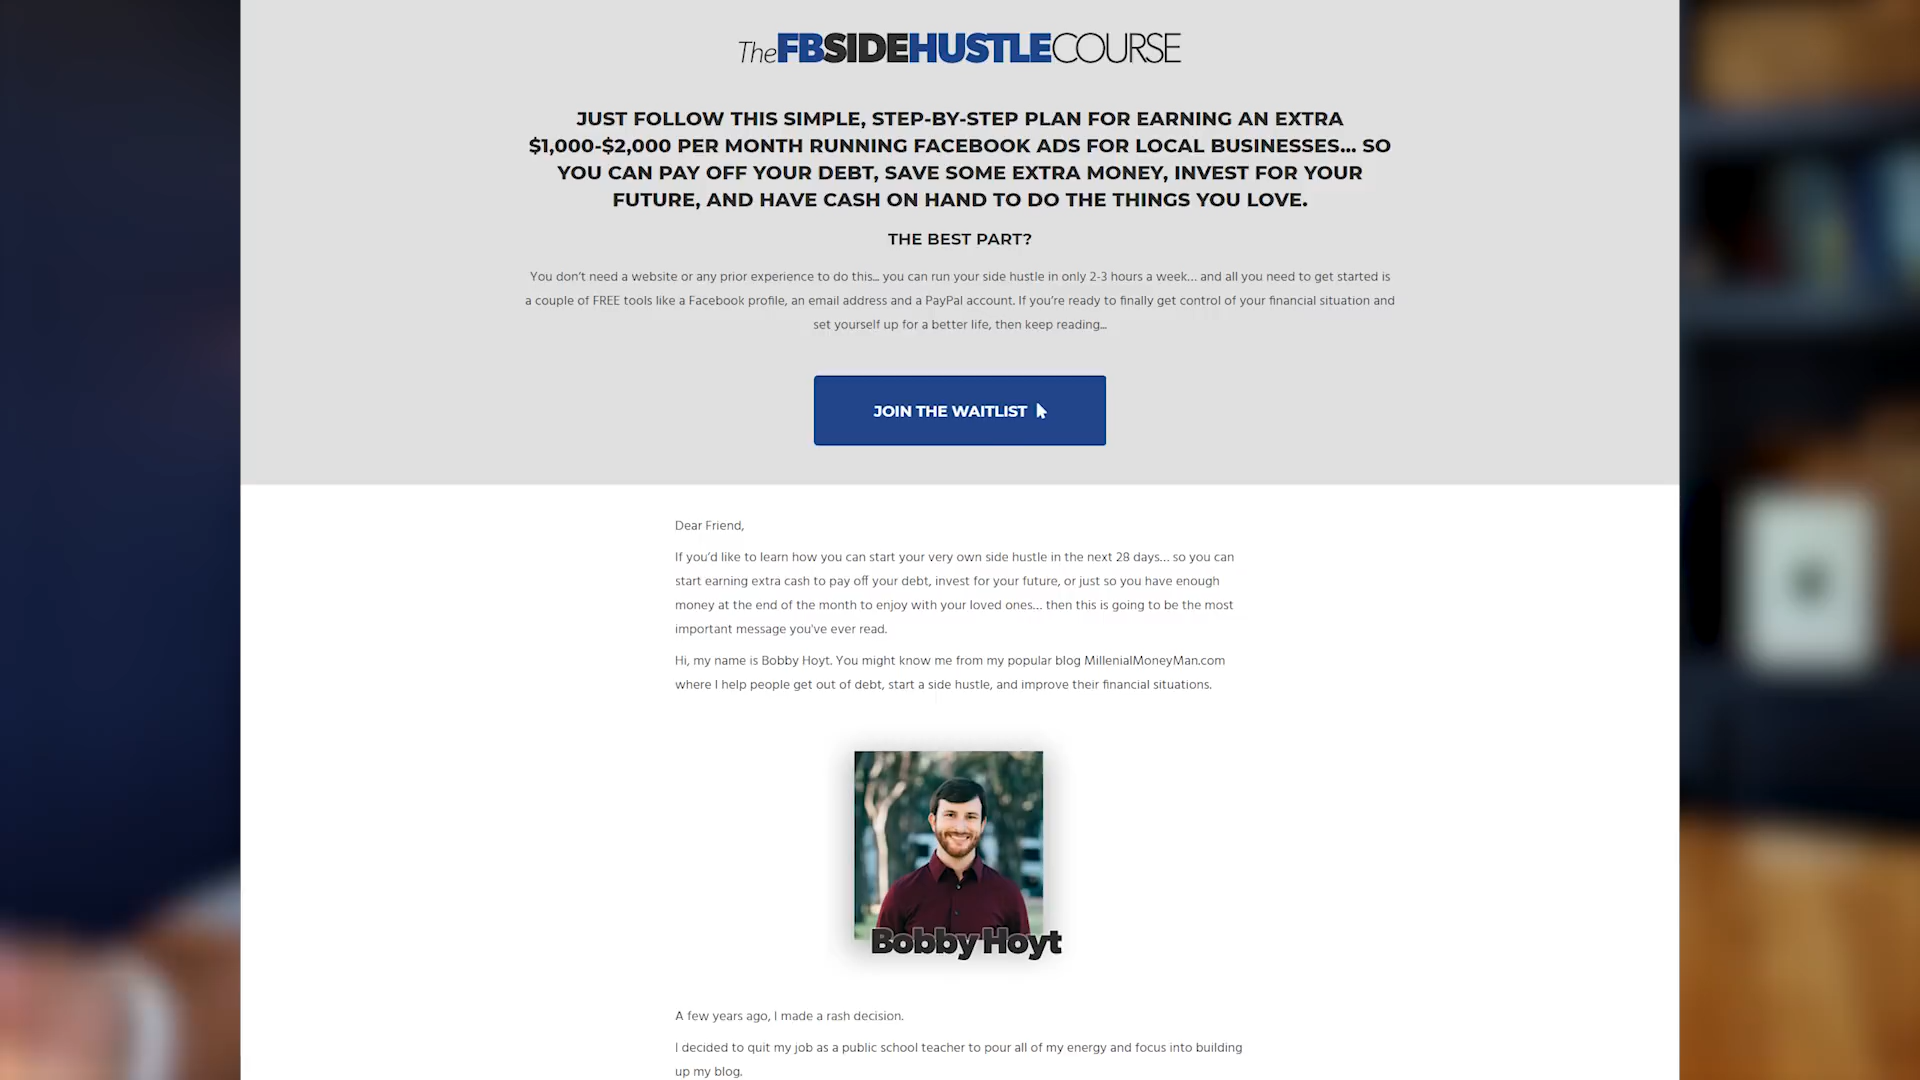 The FBSIDEHUSTLECOURSE
JUST FOLLOW THIS SIMPLE, STEP-BY-STEP PLAN FOR EARNING AN EXTRA
$1,000-$2,000 PER MONTH RUNNING FACEBOOK ADS FOR LOCAL BUSINESSES... SO
YOU CAN PAY OFF YOUR DEBT, SAVE SOME EXTRA MONEY, INVEST FOR YOUR
FUTURE, AND HAVE CASH ON HAND TO DO THE THINGS YOU LOVE.
THE BEST PART?
You don’t need a website or any prior experience to do this... you can run your side hustle in only 2-3 hours a week... and all you need to get started is
a couple of FREE tools like a Facebook profile, an email address and a PayPal account. If you’re ready to finally get control of your financial situation and
set yourself up for a better life, then keep reading...
JOIN THE WAITLIST
Dear Friend,
If you’d like to learn how you can start your very own side hustle in the next 28 days... so you can
start earning extra cash to pay off your debt, invest for your future, or just so you have enough
money at the end of the month to enjoy with your loved ones... then this is going to be the most
important message you’ve ever read.
Hi, my name is Bobby Hoyt. You might know me from my popular blog MillenialMoneyMan.com
where I help people get out of debt, start a side hustle, and improve their financial situations.
Bobby Hoyt
A few years ago, I made a rash decision.
I decided to quit my job as a public school teacher to pour all of my energy and focus into building
up my blog.